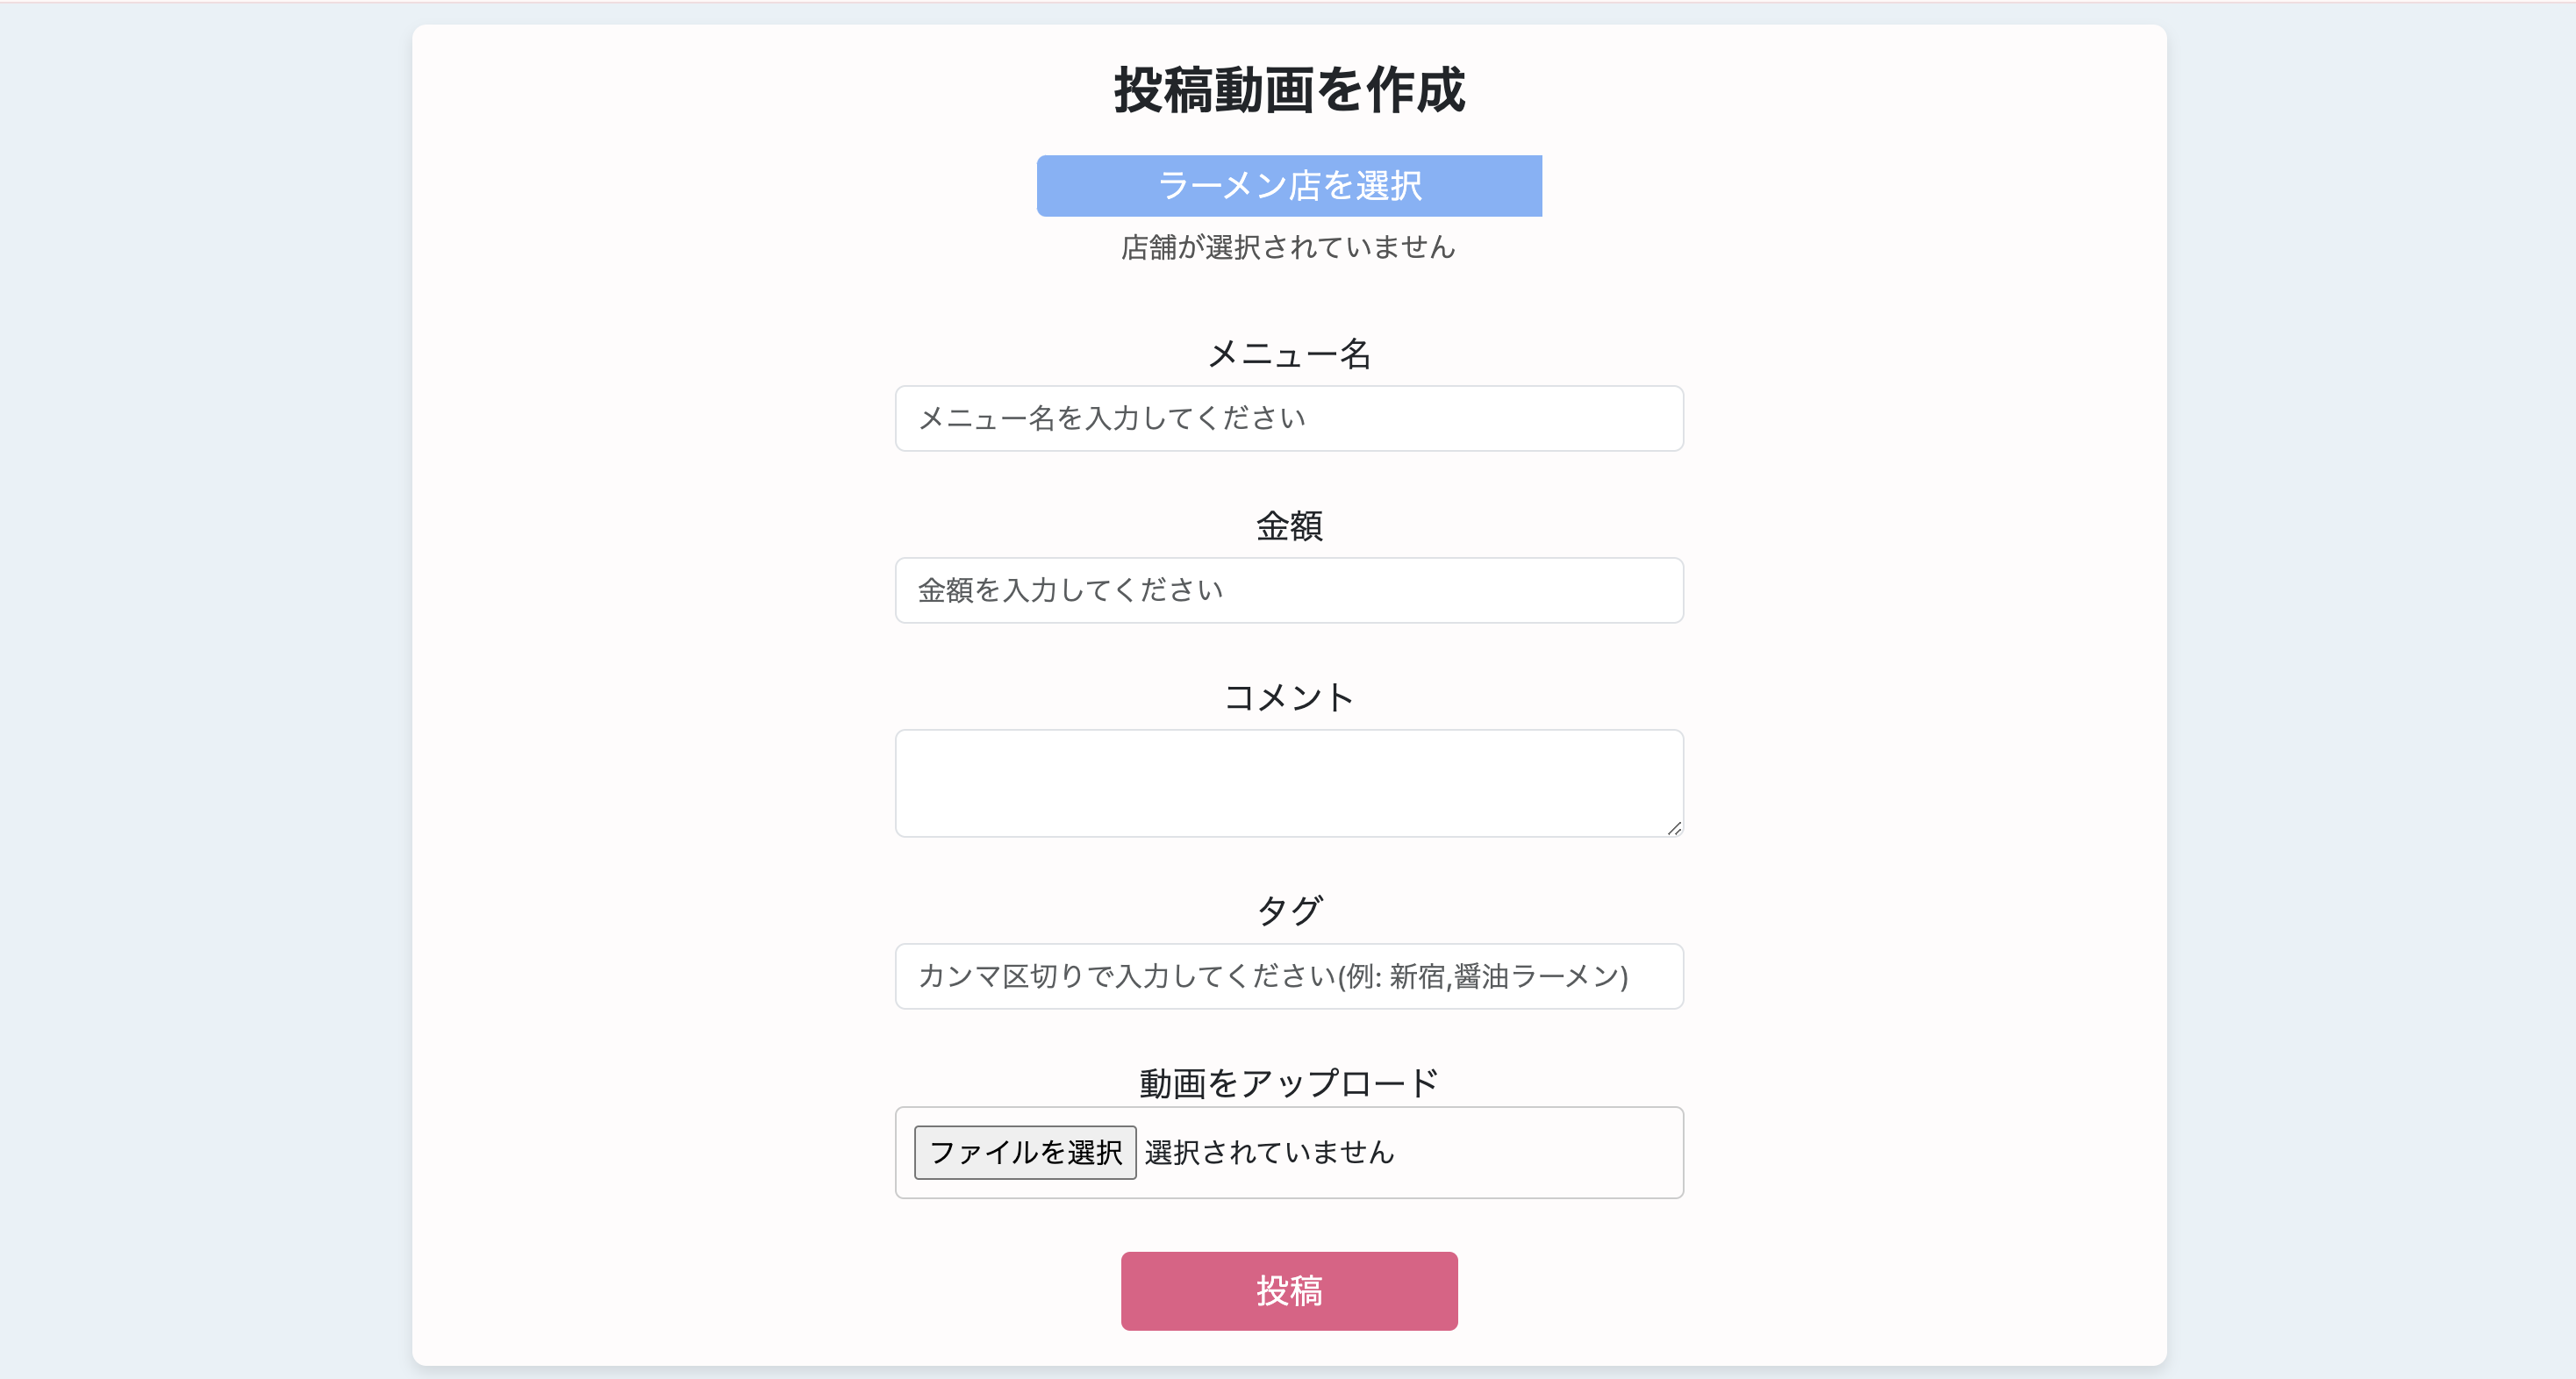 投稿動画を作成
ラーメン店を選択
店舗が選択されていません
メニュー名
メニュー名を入力してください
金額
金額を入力してください
コメント
タグ
カンマ区切りで入力してください(例: 新宿,醤油ラーメン)
動画をアップロード
ファイルを選択 選択されていません
投稿